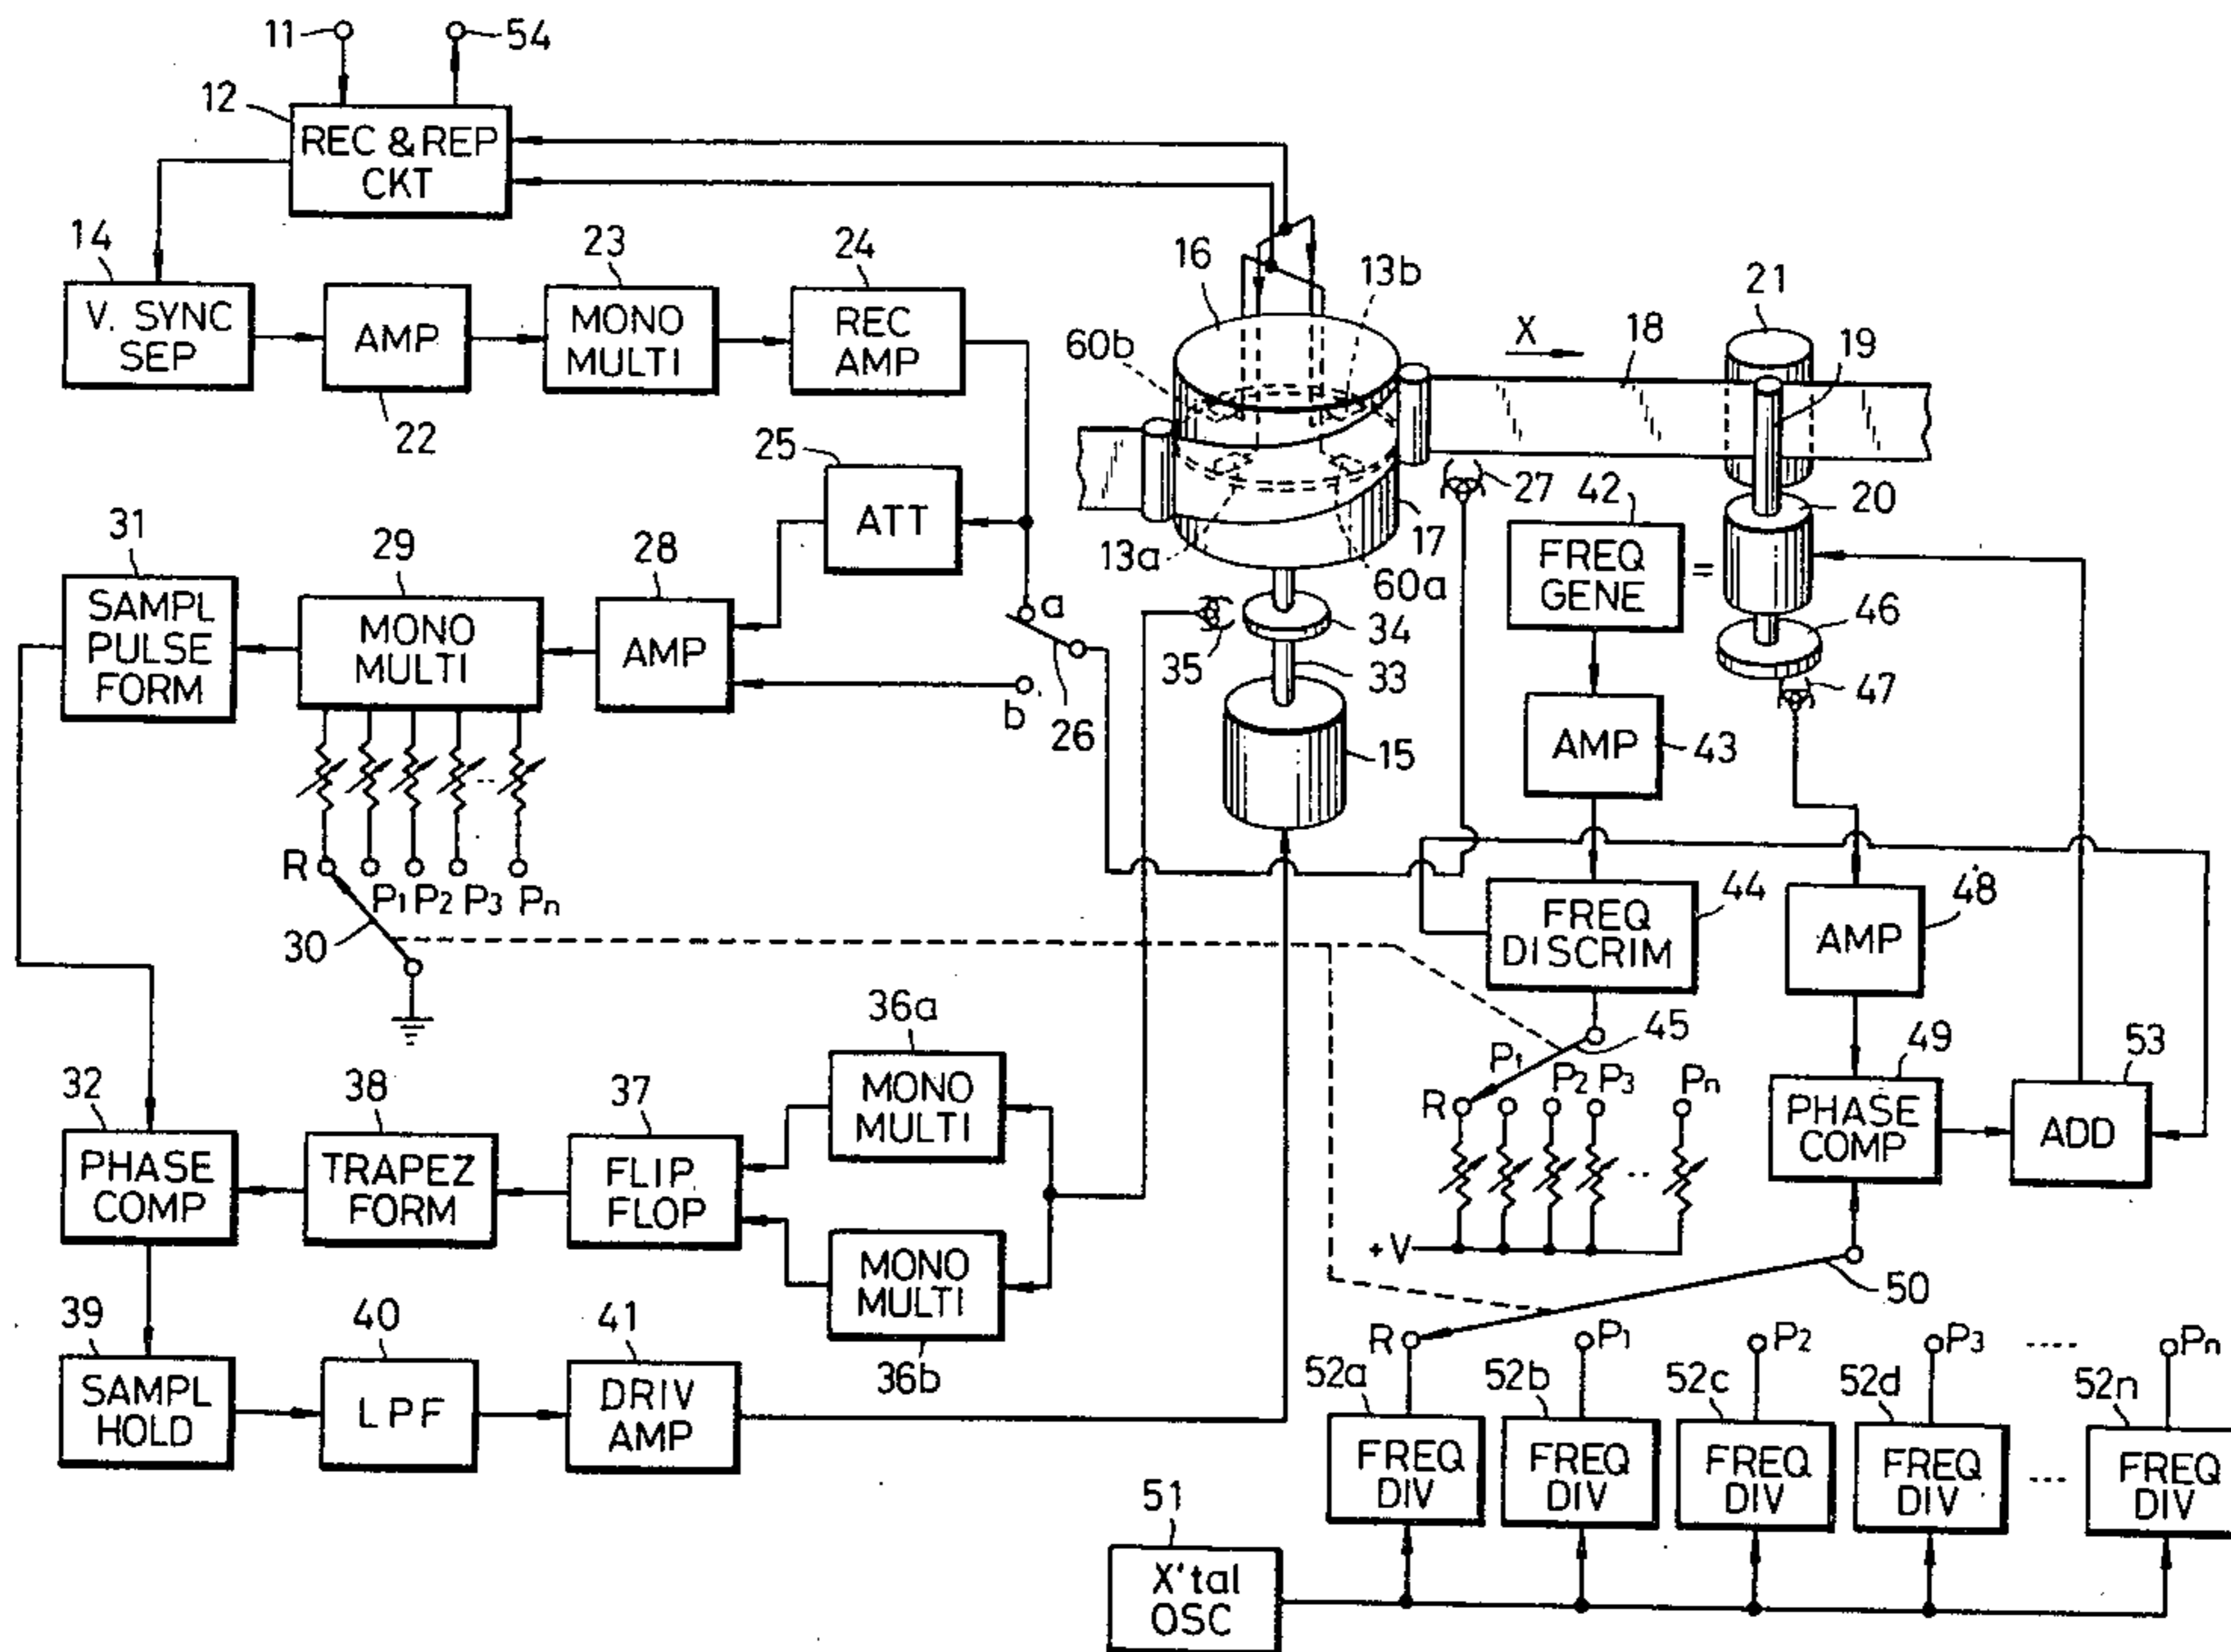 11
54
12
REC & REP
CKT
14
V. SYNC
SEP
22
AMP
23
MONO
MULTI
24
REC
AMP
16
13b
60b
X
18
21
19
20
25
ATT
27
42
17
13a
60a
FREQ
GENE
=
46
31
SAMPL
PULSE
FORM
29
MONO
MULTI
28
AMP
a
b
26
35
34
33
47
AMP
43
15
R
P1 P2 P3 Pn
30
44
FREQ
DISCRIM
48
AMP
45
36a
MONO
MULTI
P1
P2 P3
Pn
R
+V
49
PHASE
COMP
53
ADD
32
PHASE
COMP
38
TRAPEZ
FORM
37
FLIP
FLOP
MONO
MULTI
36b
50
39
SAMPL
HOLD
40
LPF
41
DRIV
AMP
R
P1
P2
P3
Pn
52a
52b
52c
52d
52n
FREQ
DIV
FREQ
DIV
FREQ
DIV
FREQ
DIV
FREQ
DIV
51
X'tal
OSC